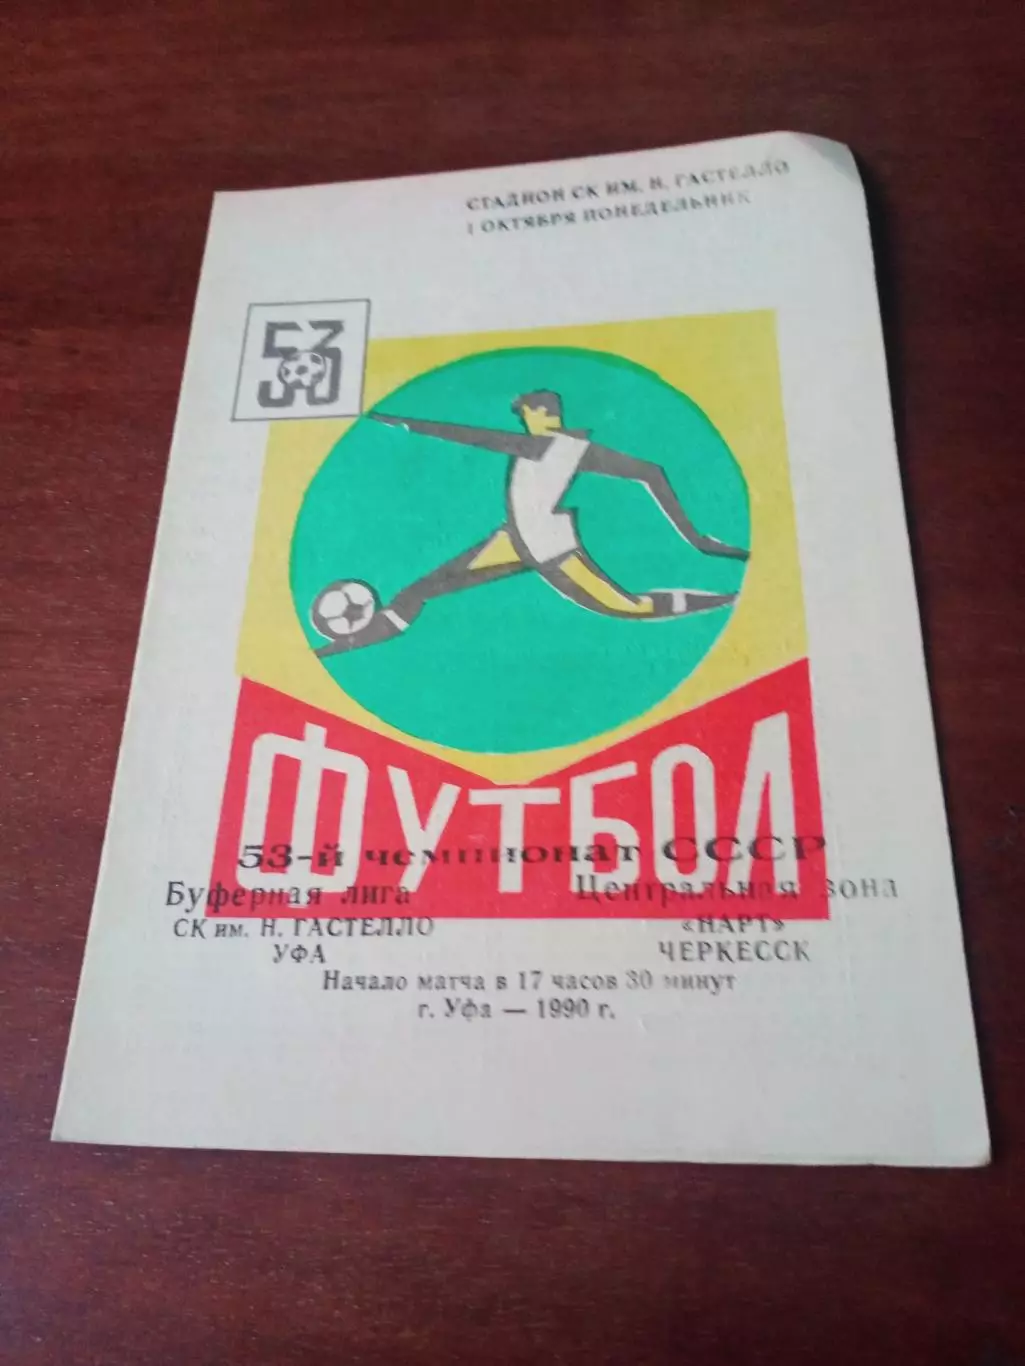 СТАДИОН СК ИМ. Н. ГАСТЕЛЛО
1 ОКТЯБРЯ ПОНЕДЕЛЬНИК
53
ФУТБОЛ
53-й чемпионат СССР
Буферная лига Центральная зона
СК им. Н. ГАСТЕЛЛО «НАРТ»
УФА ЧЕРКЕССК
Начало матча в 17 часов 30 минут
г. Уфа — 1990 г.